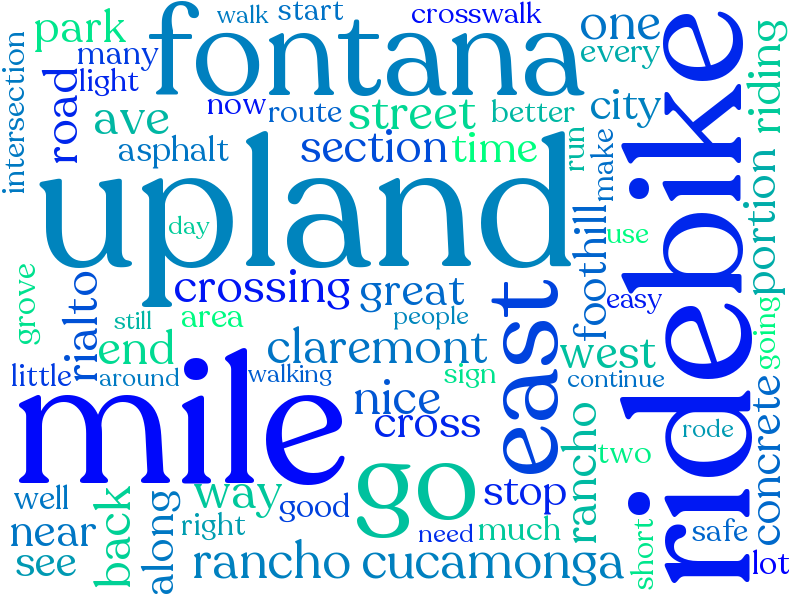 walk start crosswalk
park fontana one
many every
light
intersection road now route street better city riding
ave asphalt section time run make ridebike
upland
day foothill use portion
grove rialto crossing great east easy
still area people going
end claremont west
little around walking sign continue
mile nice cross concrete
rode
go rancho two
well way good stop
near back along right need much short safe
see rancho cucamonga lot